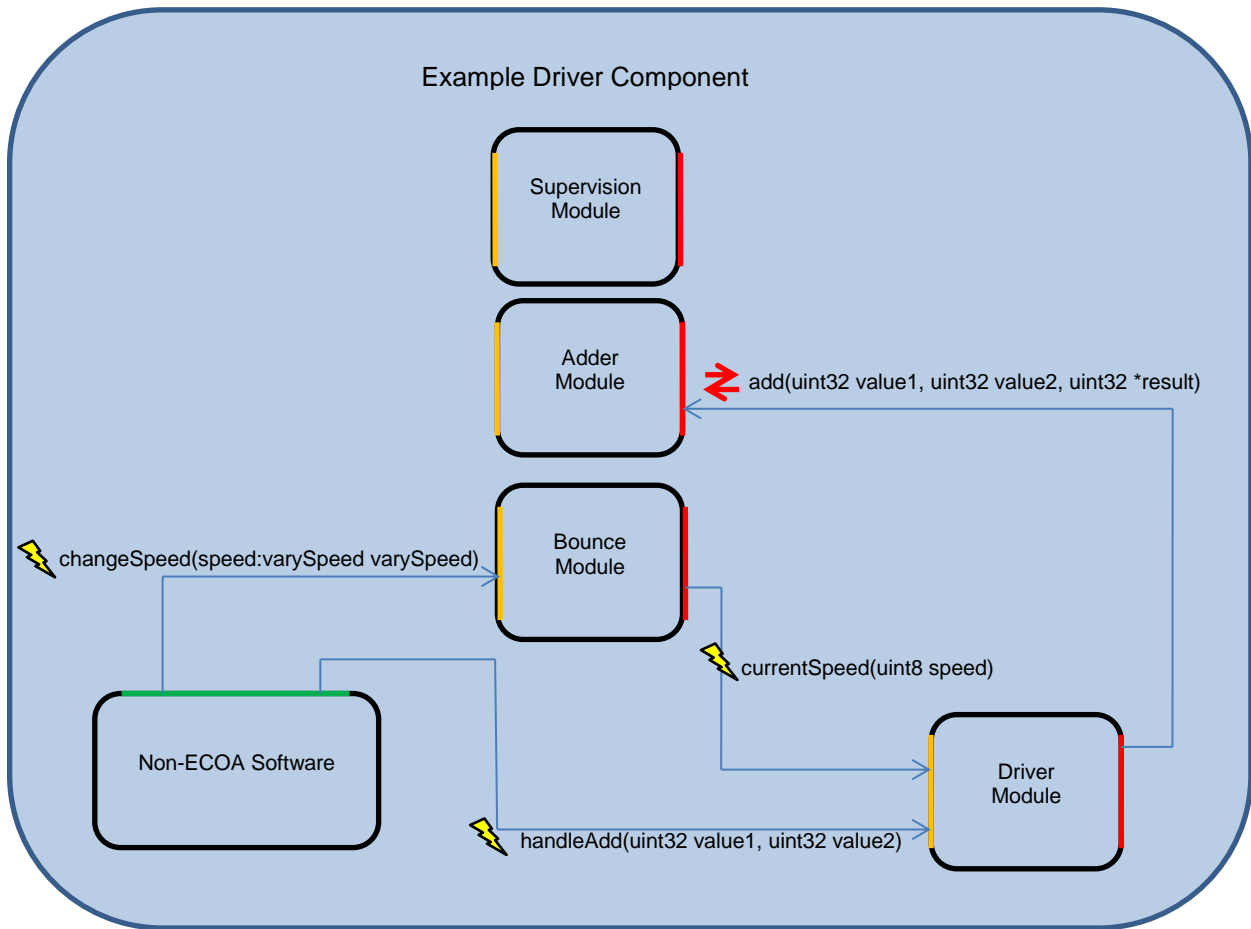 Example Driver Component
Supervision
Module
Adder
Module
add(uint32 value1, uint32 value2, uint32 *result)
Bounce
Module
changeSpeed(speed:varySpeed varySpeed)
currentSpeed(uint8 speed)
Non-ECOA Software
Driver
Module
handleAdd(uint32 value1, uint32 value2)